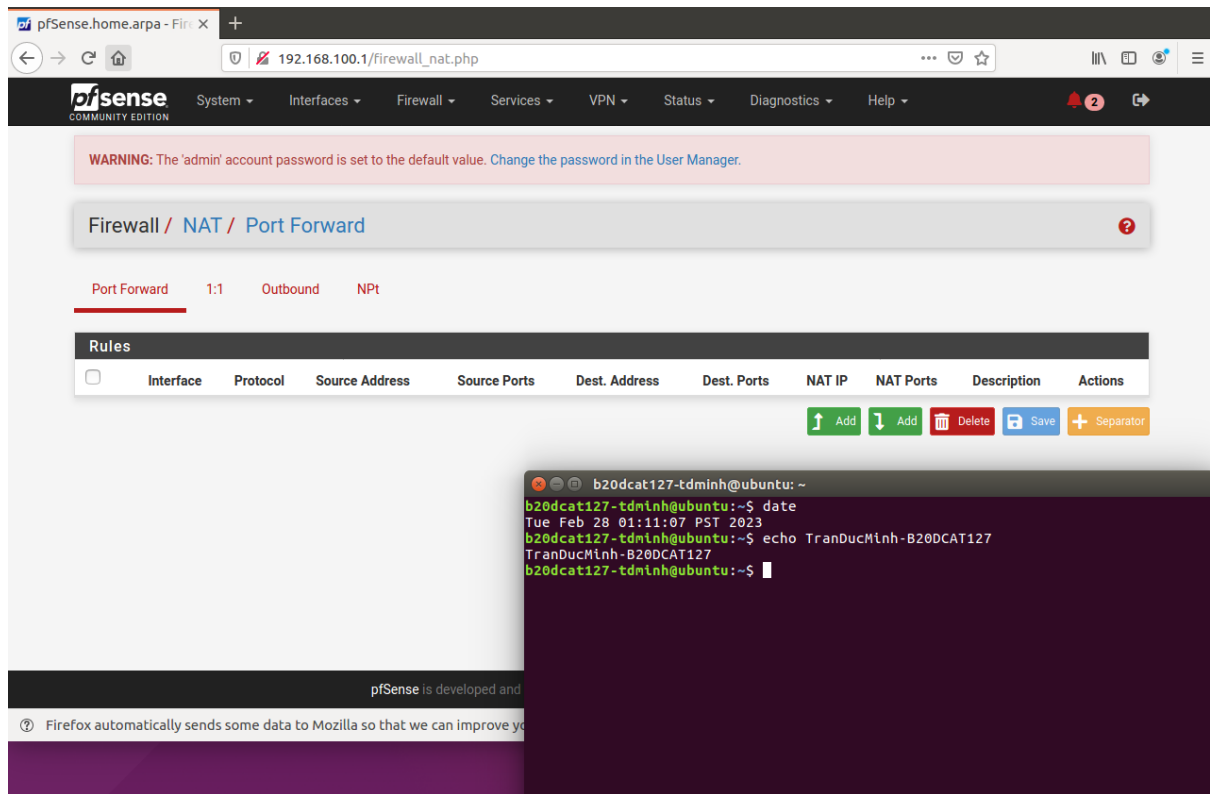 pfSense.home.arpa - Fire
192.168.100.1/firewall_nat.php
pfsense
COMMUNITY EDITION
System Interfaces Firewall Services VPN Status Diagnostics Help 2
WARNING: The 'admin' account password is set to the default value. Change the password in the User Manager.
Firewall / NAT / Port Forward
Port Forward 1:1 Outbound NPt
Rules
Interface Protocol Source Address Source Ports Dest. Address Dest. Ports NAT IP NAT Ports Description Actions
Add Add Delete Save Separator
b20dcat127-tdminh@ubuntu: ~
b20dcat127-tdminh@ubuntu:~$ date
Tue Feb 28 01:11:07 PST 2023
b20dcat127-tdminh@ubuntu:~$ echo TranDucMinh-B20DCAT127
TranDucMinh-B20DCAT127
b20dcat127-tdminh@ubuntu:~$
pfSense is developed and
Firefox automatically sends some data to Mozilla so that we can improve yo